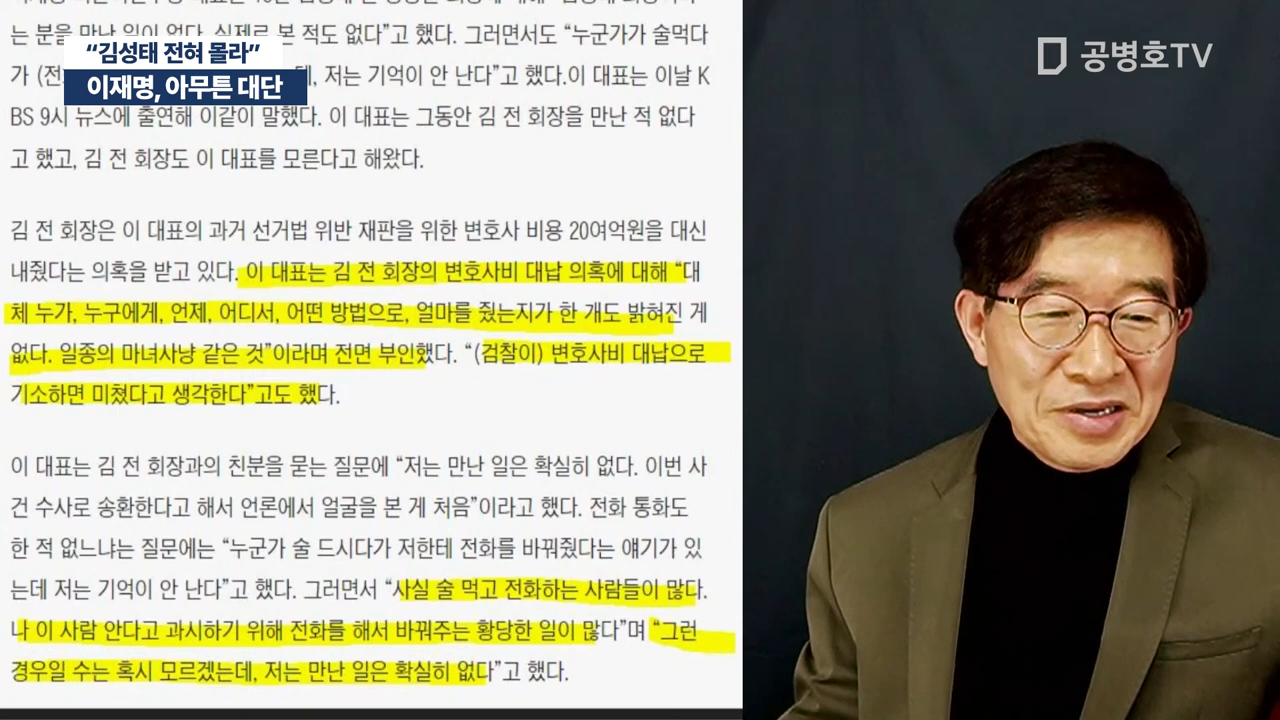 는 분을 만난 일이 없다. 실제로 본 적도 없다”고 했다. 그러면서도 “누군가가 술먹다
“김성태 전혀 몰라”
이재명, 아무튼 대단
가 (전 데, 저는 기억이 안 난다”고 했다.이 대표는 이날 K
BS 9시 뉴스에 출연해 이같이 말했다. 이 대표는 그동안 김 전 회장을 만난 적 없다
고 했고, 김 전 회장도 이 대표를 모른다고 해왔다.
김 전 회장은 이 대표의 과거 선거법 위반 재판을 위한 변호사 비용 20여억원을 대신
내줬다는 의혹을 받고 있다. 이 대표는 김 전 회장의 변호사비 대납 의혹에 대해 “대
체 누가, 누구에게, 언제, 어디서, 어떤 방법으로, 얼마를 줬는지가 한 개도 밝혀진 게
없다. 일종의 마녀사냥 같은 것”이라며 전면 부인했다. “(검찰이) 변호사비 대납으로
기소하면 미쳤다고 생각한다”고도 했다.
이 대표는 김 전 회장과의 친분을 묻는 질문에 “저는 만난 일은 확실히 없다. 이번 사
건 수사로 송환한다고 해서 언론에서 얼굴을 본 게 처음”이라고 했다. 전화 통화도
한 적 없느냐는 질문에는 “누군가 술 드시다가 저한테 전화를 바꿔줬다는 얘기가 있
는데 저는 기억이 안 난다”고 했다. 그러면서 “사실 술 먹고 전화하는 사람들이 많다.
나 이 사람 안다고 과시하기 위해 전화를 해서 바꿔주는 황당한 일이 많다”며 “그런
경우일 수는 혹시 모르겠는데, 저는 만난 일은 확실히 없다”고 했다.
공병호TV